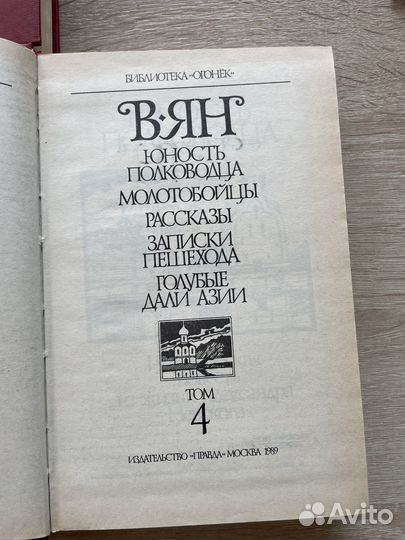 БИБЛИОТЕКА «ОГОНЁК»
В·ЯН
ЮНОСТЬ
ПОЛКОВОДЦА
МОЛОТОБОЙЦЫ
РАССКАЗЫ
ЗАПИСКИ
ПЕШЕХОДА
ГОЛУБЫЕ
ДАЛИ АЗИИ
ТОМ
4
ИЗДАТЕЛЬСТВО «ПРАВДА» МОСКВА 1989
Avito